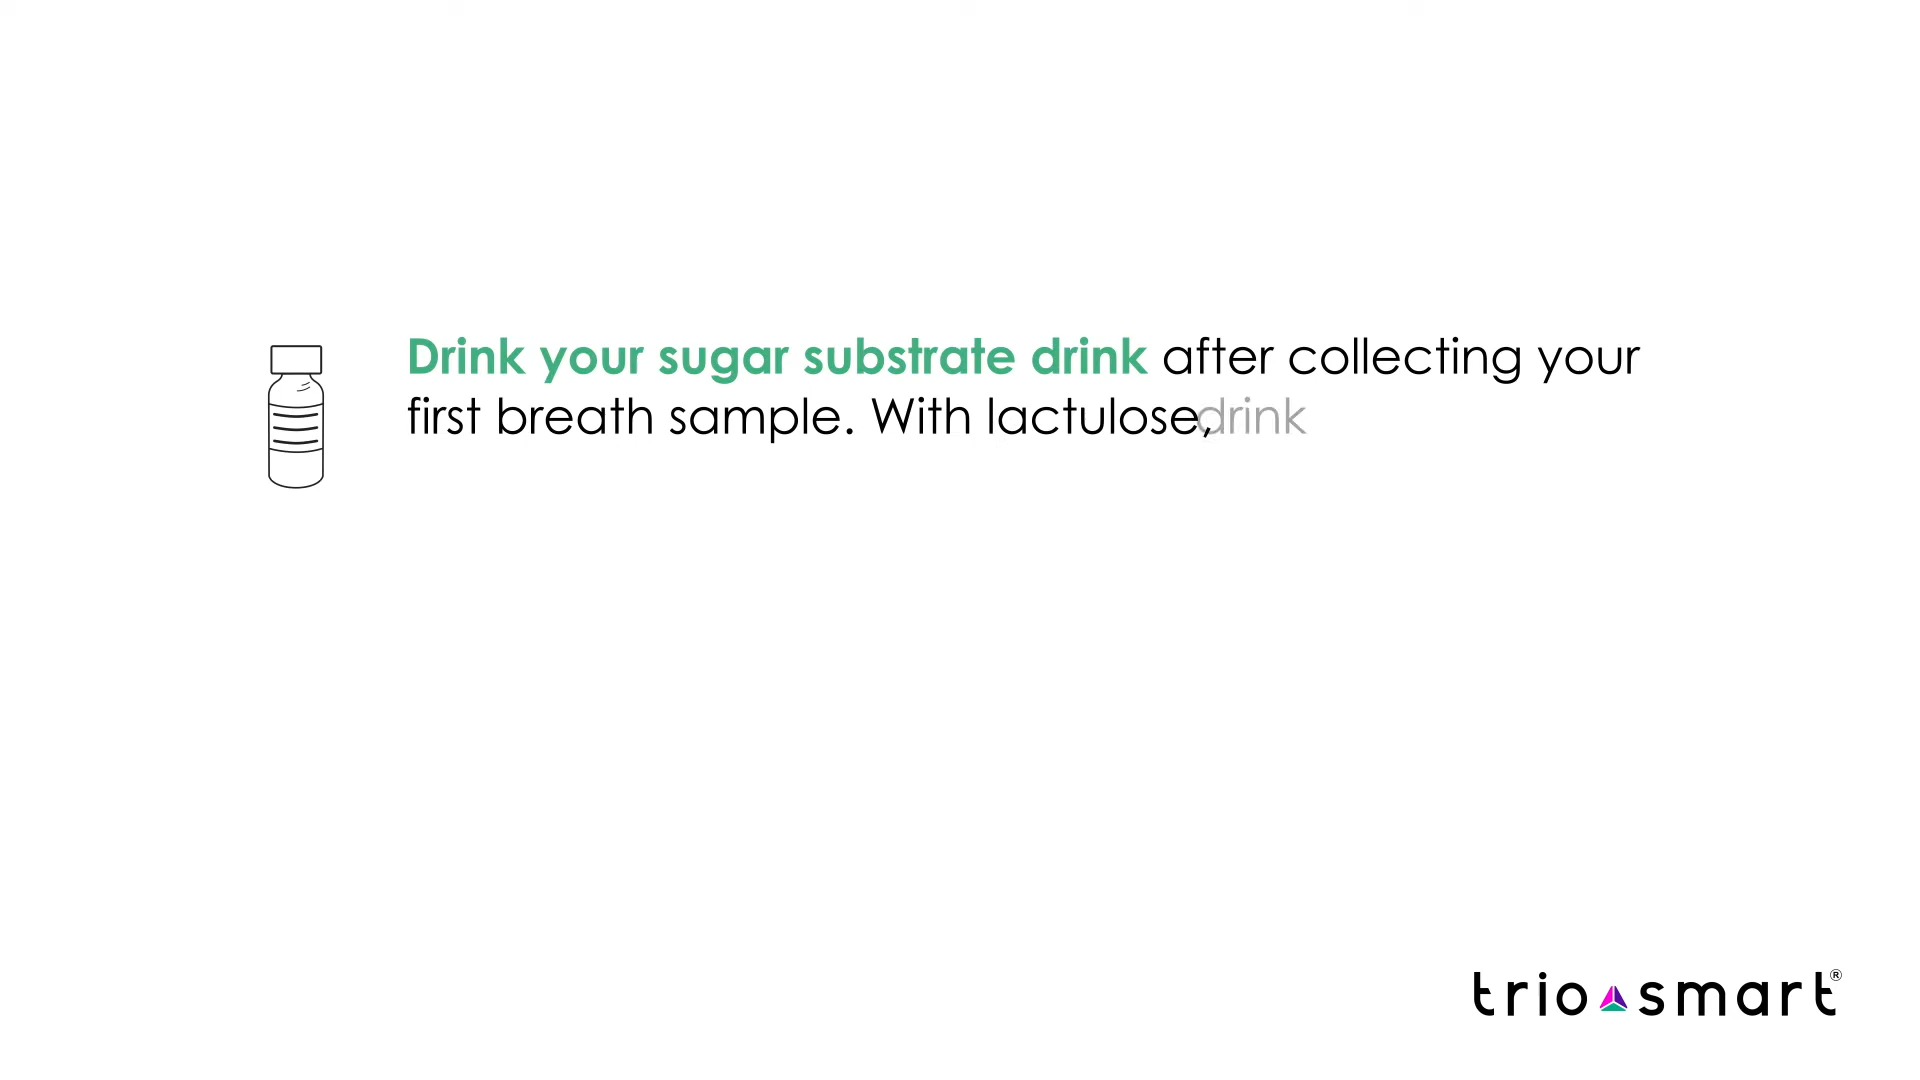 Drink your sugar substrate drink after collecting your
first breath sample. With lactulose, drink
trio smart®